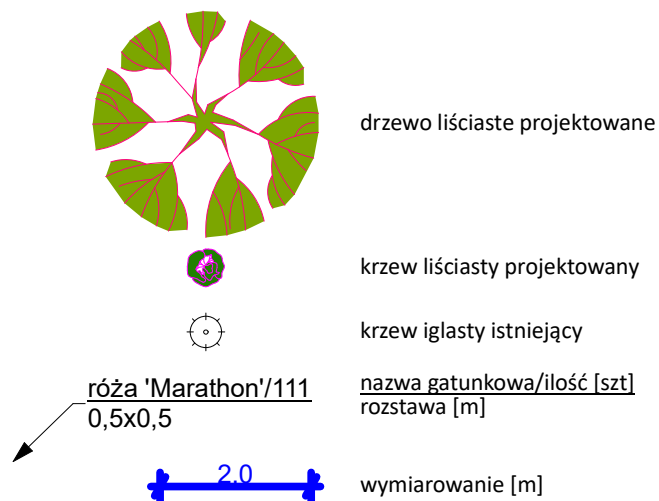 drzewo liściaste projektowane
krzew liściasty projektowany
krzew iglasty istniejący
róża 'Marathon'/111
0,5x0,5
nazwa gatunkowa/ilość [szt]
rozstawa [m]
2.0
wymiarowanie [m]